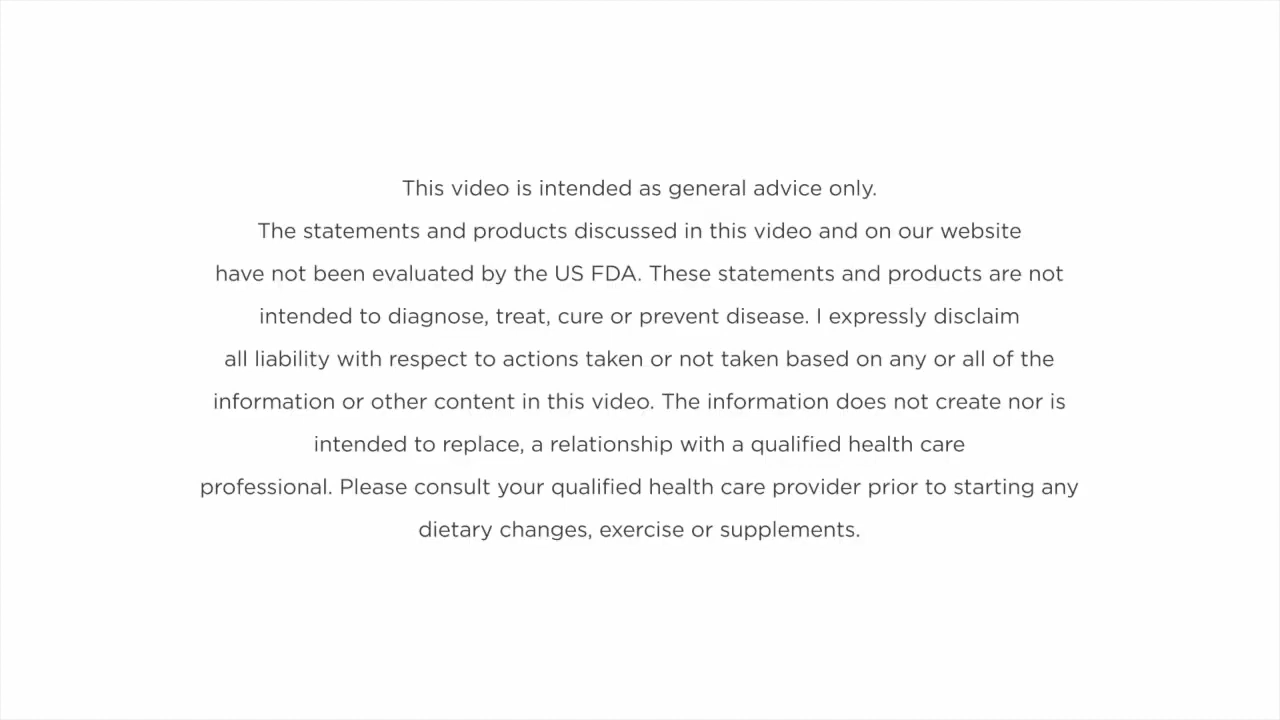 This video is intended as general advice only.
The statements and products discussed in this video and on our website
have not been evaluated by the US FDA. These statements and products are not
intended to diagnose, treat, cure or prevent disease. I expressly disclaim
all liability with respect to actions taken or not taken based on any or all of the
information or other content in this video. The information does not create nor is
intended to replace, a relationship with a qualified health care
professional. Please consult your qualified health care provider prior to starting any
dietary changes, exercise or supplements.